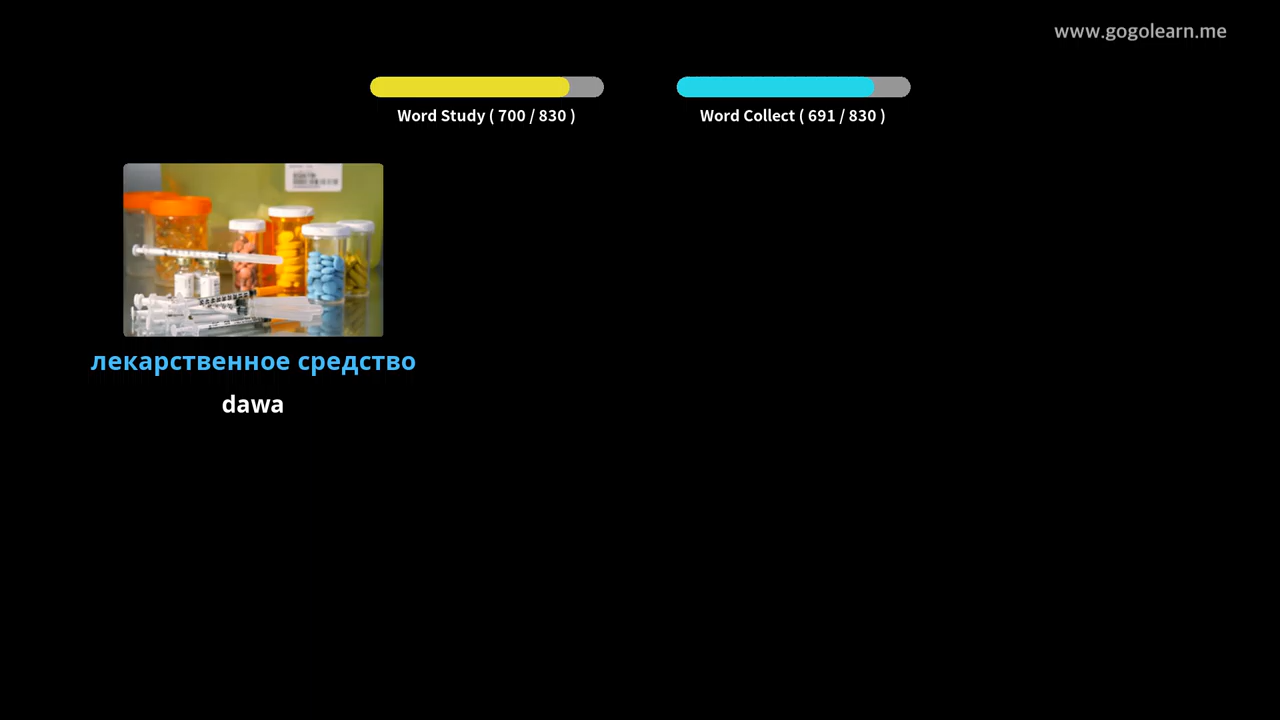 www.gogolearn.me
Word Study ( 700 / 830 )
Word Collect ( 691 / 830 )
лекарственное средство
dawa